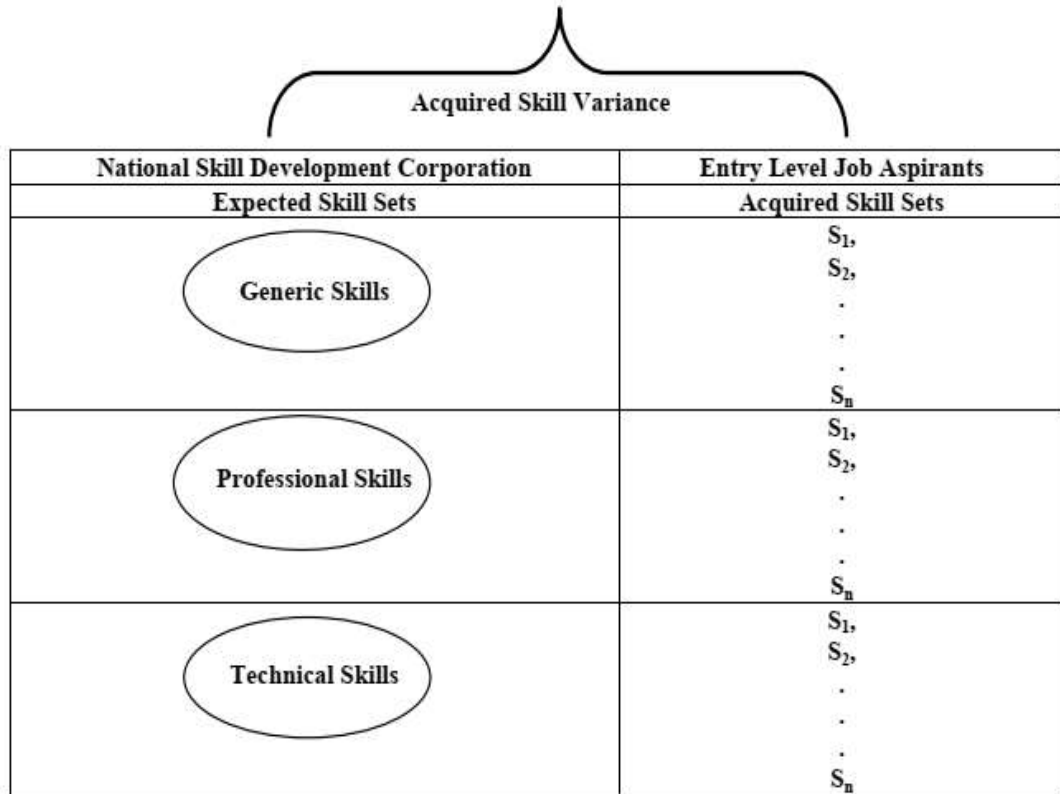 Acquired Skill Variance
National Skill Development Corporation
Entry Level Job Aspirants
Expected Skill Sets
Acquired Skill Sets
Generic Skills
S₁,
S₂,
.
.
.
Sₙ
Professional Skills
S₁,
S₂,
.
.
.
Sₙ
Technical Skills
S₁,
S₂,
.
.
.
Sₙ